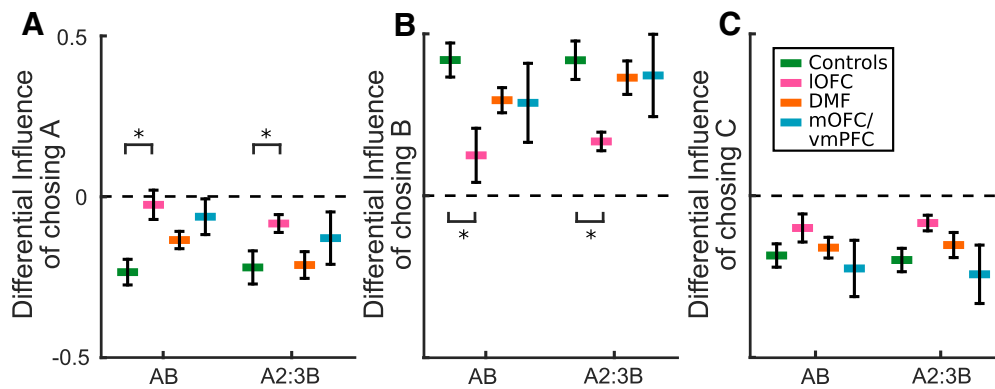 A
0.5
0
-0.5
Differential Influence
of chosing A
*
*
AB
A2:3B
B
Differential Influence
of chosing B
*
*
AB
A2:3B
C
Differential Influence
of chosing C
Controls
lOFC
DMF
mOFC/
vmPFC
AB
A2:3B